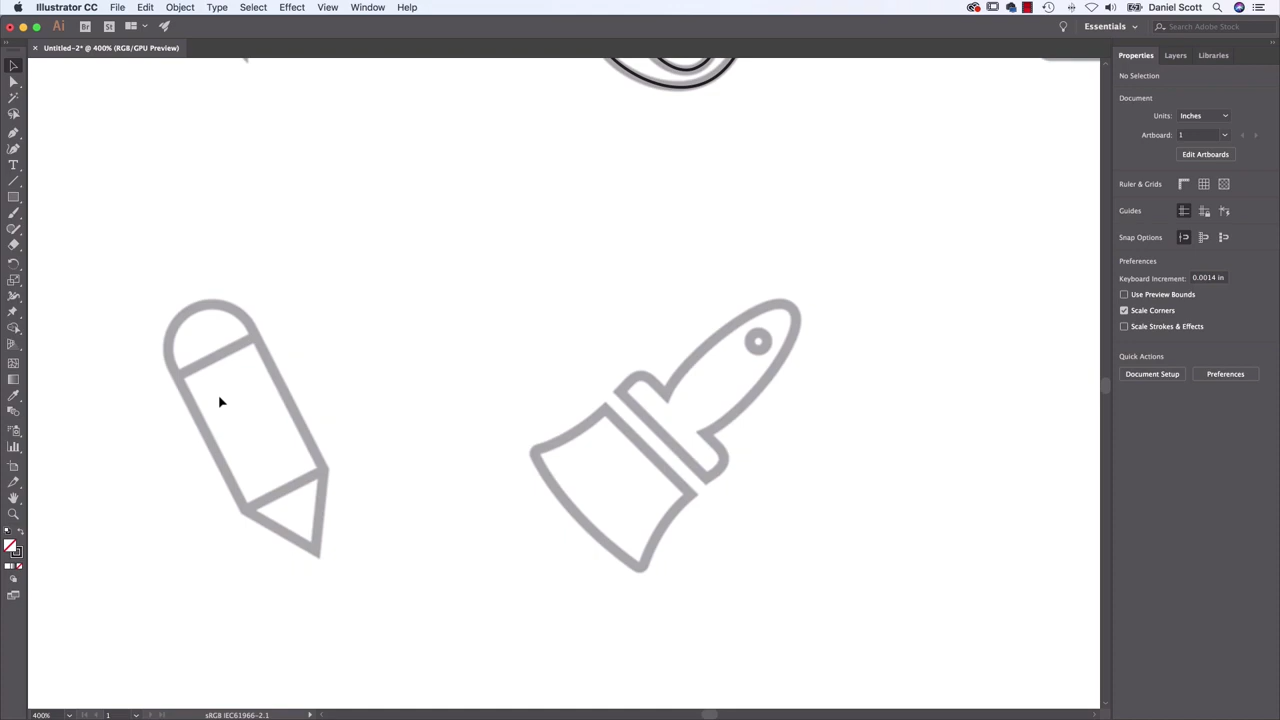 Illustrator CC File Edit Object Type Select Effect View Window Help Daniel Scott
Ai Br St Essentials Search Adobe Stock
Untitled-2* @ 400% (RGB/GPU Preview)
Properties Layers Libraries
No Selection
Document
Units: Inches
Artboard: 1
Edit Artboards
Ruler & Grids
Guides
Snap Options
Preferences
Keyboard Increment: 0.0014 in
Use Preview Bounds
Scale Corners
Scale Strokes & Effects
Quick Actions
Document Setup Preferences
400% 1 sRGB IEC61966-2.1